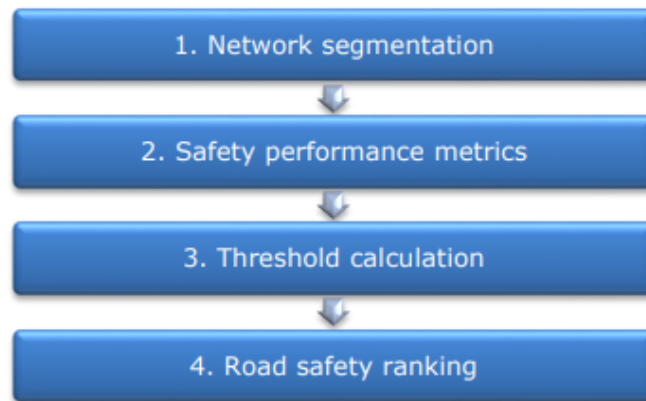 1. Network segmentation
2. Safety performance metrics
3. Threshold calculation
4. Road safety ranking